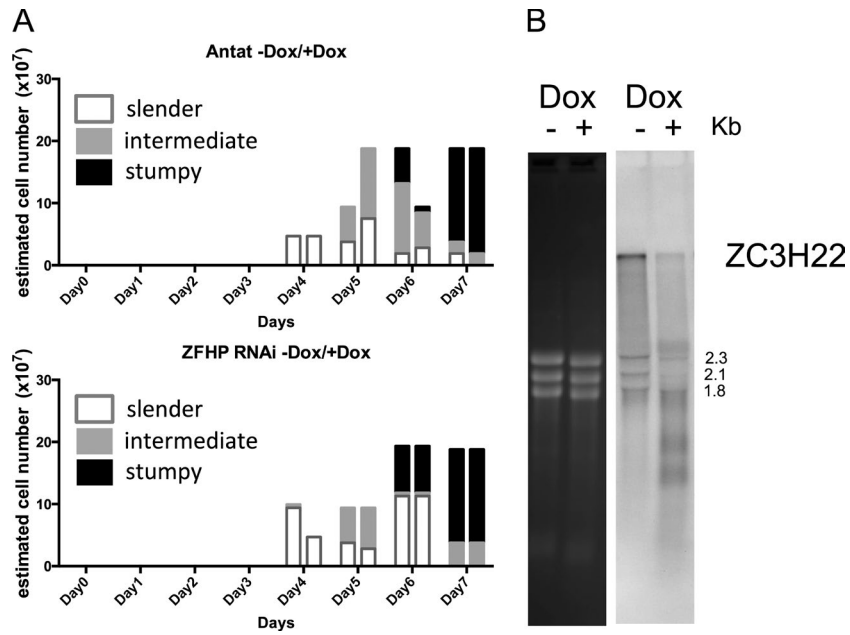 A
Antat -Dox/+Dox
estimated cell number (x10⁷)
30
20
10
0
slender
intermediate
stumpy
Day0 Day1 Day2 Day3 Day4 Day5 Day6 Day7
Days
ZFHP RNAi -Dox/+Dox
estimated cell number (x10⁷)
30
20
10
0
slender
intermediate
stumpy
Day0 Day1 Day2 Day3 Day4 Day5 Day6 Day7
Days
B
Dox Dox
- + - + Kb
ZC3H22
2.3
2.1
1.8